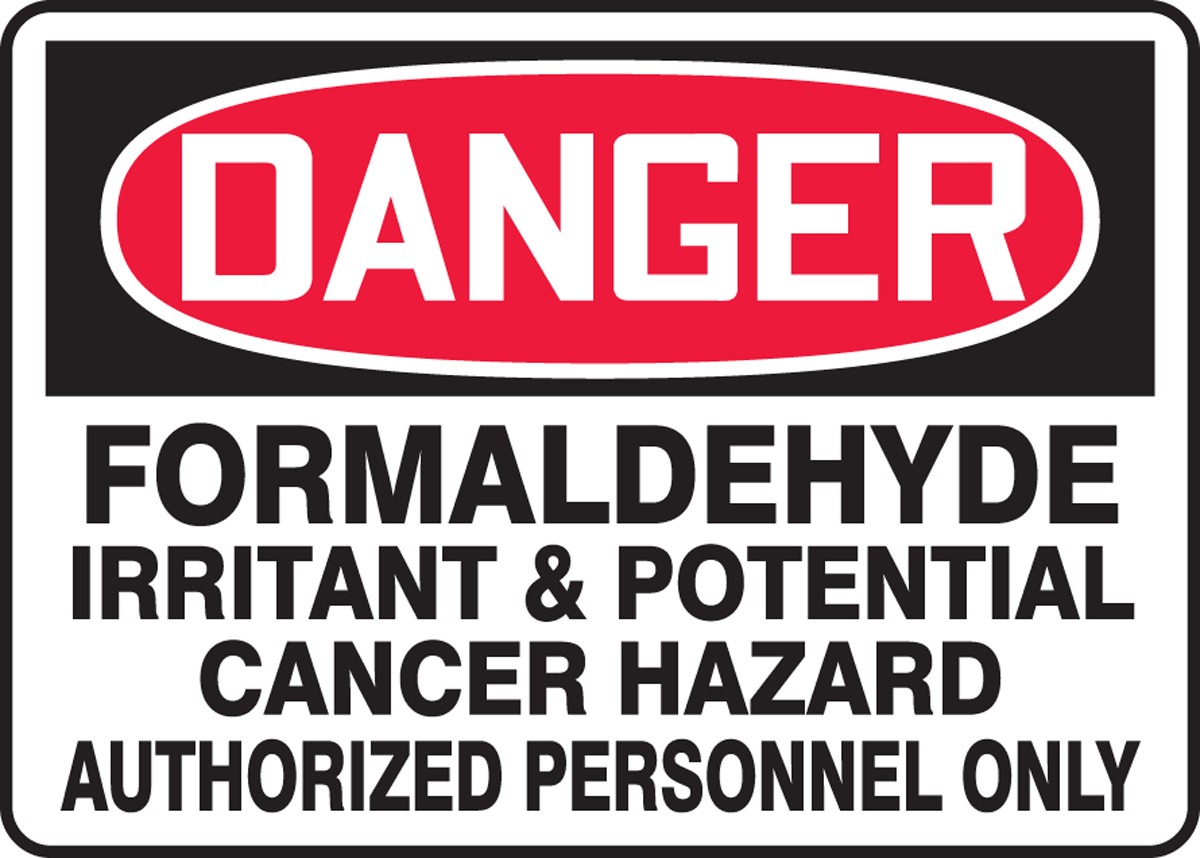 DANGER
FORMALDEHYDE
IRRITANT & POTENTIAL
CANCER HAZARD
AUTHORIZED PERSONNEL ONLY